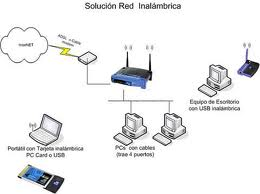 Solución Red Inalámbrica
InterNET
ADSL o Cable
modem
Equipo de Escritorio
con USB inalámbrica
Portátil con Tarjeta inalámbrica
PC Card o USB
PCs con cables
(trae 4 puertos)